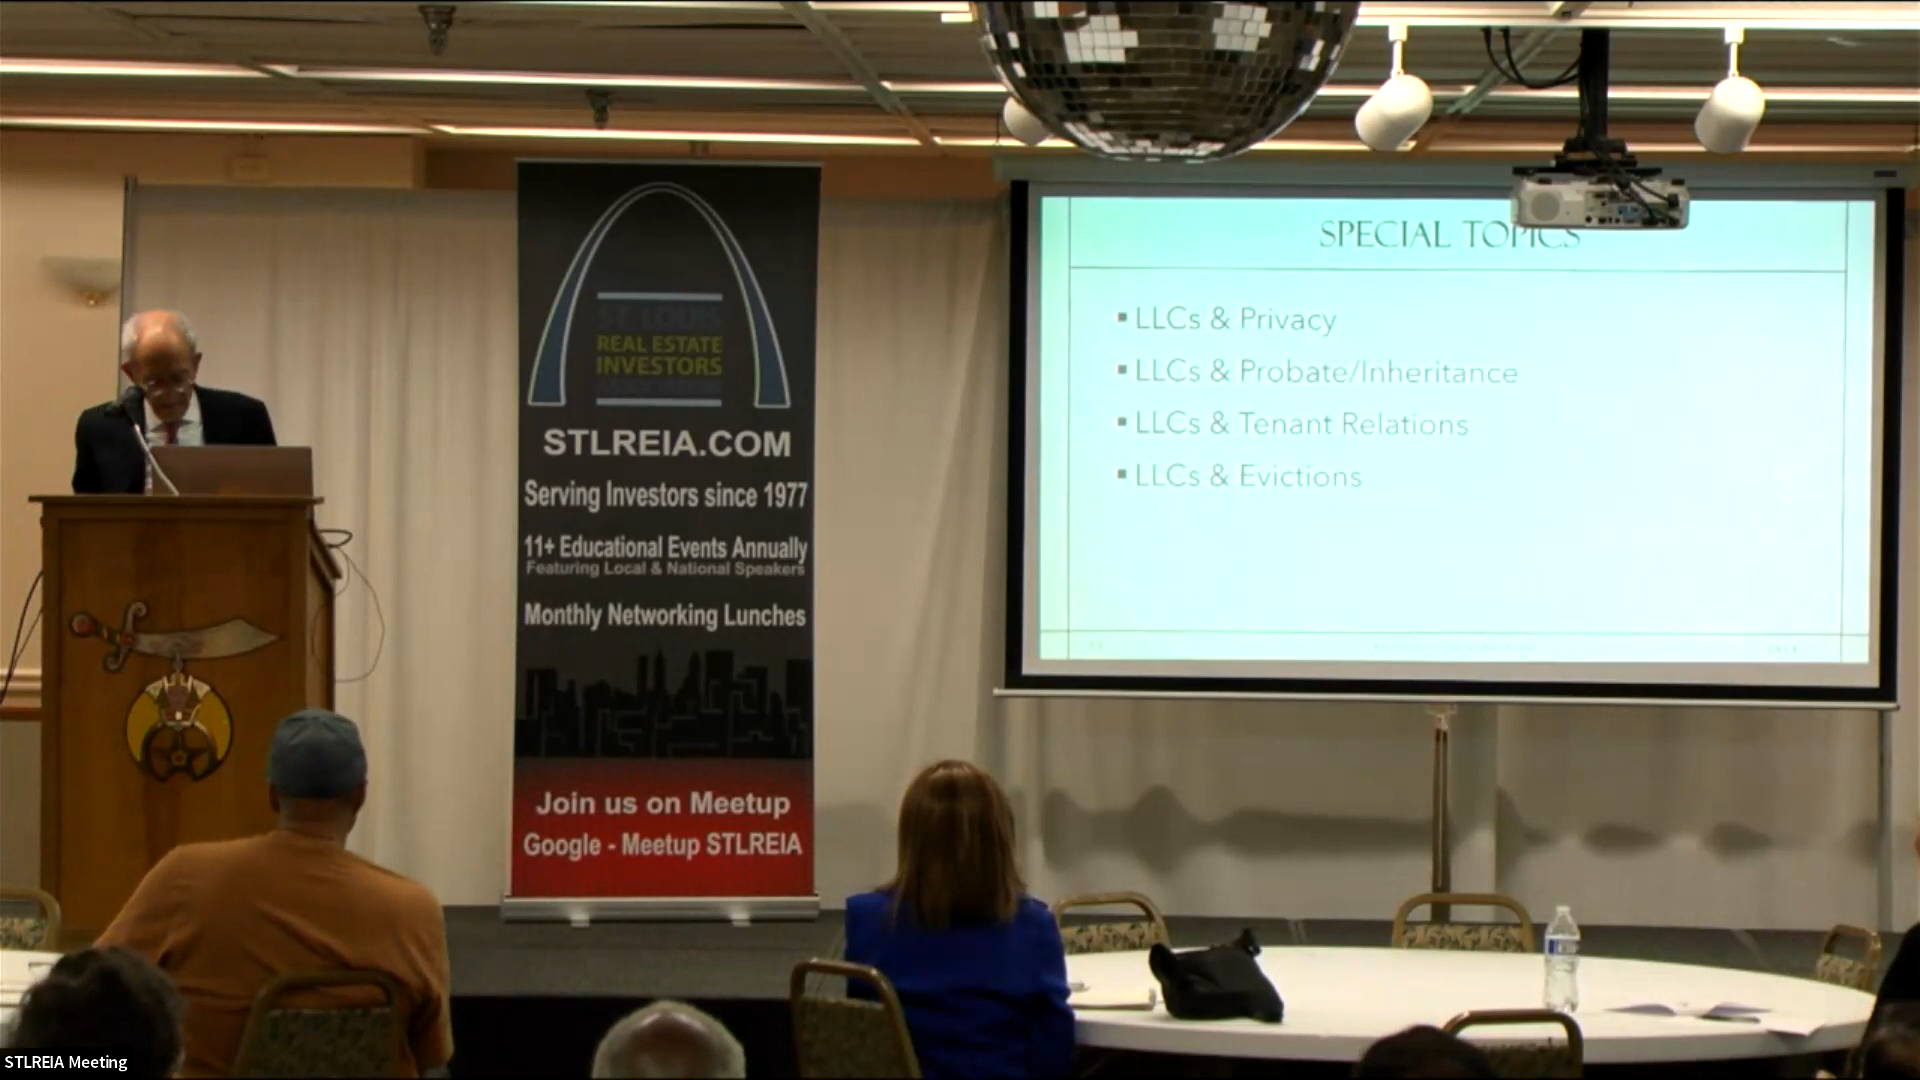 ST LOUIS
REAL ESTATE
INVESTORS
STLREIA.COM
Serving Investors since 1977
11+ Educational Events Annually
Featuring Local & National Speakers
Monthly Networking Lunches
Join us on Meetup
Google - Meetup STLREIA
SPECIAL TOPICS
▪ LLCs & Privacy
▪ LLCs & Probate/Inheritance
▪ LLCs & Tenant Relations
▪ LLCs & Evictions
STLREIA Meeting